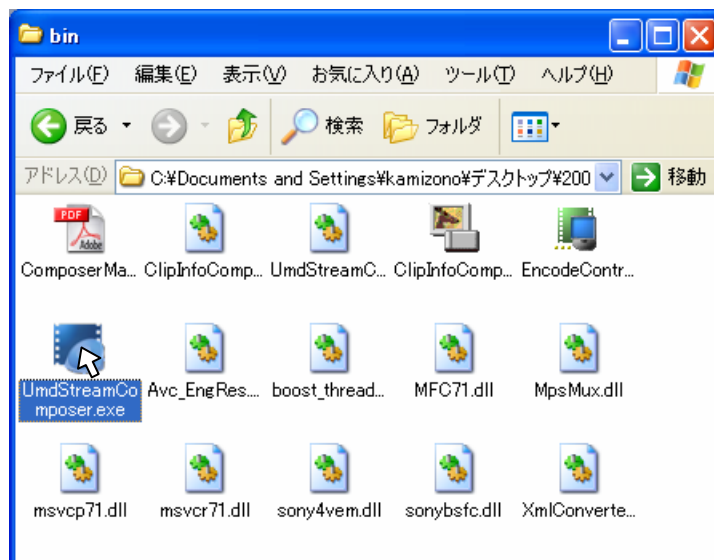 bin
ファイル(F) 編集(E) 表示(V) お気に入り(A) ツール(T) ヘルプ(H)
戻る 検索 フォルダ
アドレス(D) C:¥Documents and Settings¥kamizono¥デスクトップ¥200 移動
PDF
Adobe
ComposerMa... ClipInfoComp... UmdStreamC... ClipInfoComp... EncodeContr...
UmdStreamCo Avc_EngRes... boost_thread... MFC71.dll MpsMux.dll
mposer.exe
msvcp71.dll msvcr71.dll sony4vem.dll sonybsfc.dll XmlConverte...